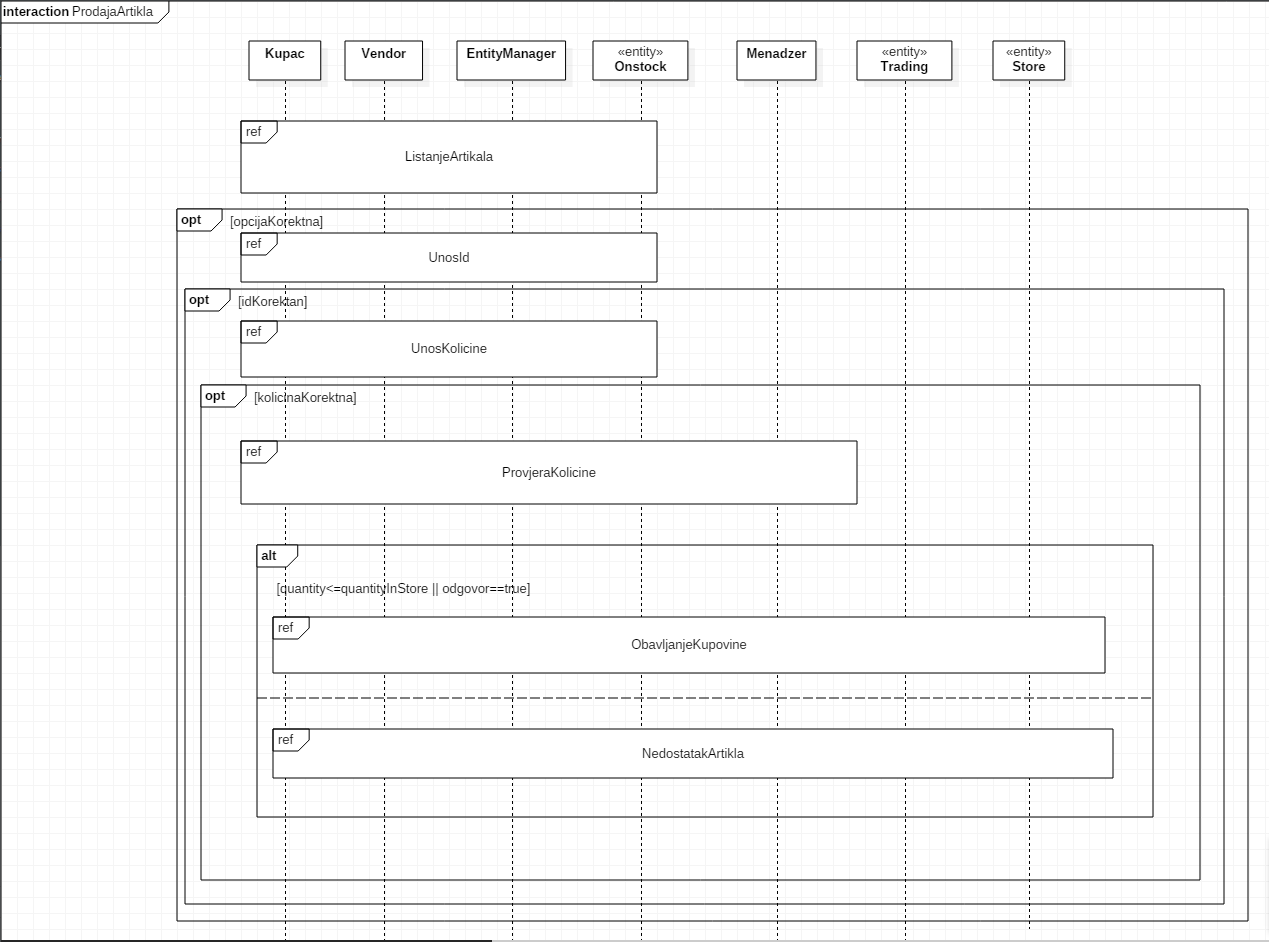 interaction ProdajaArtikla
Kupac
Vendor
EntityManager
«entity»
Onstock
Menadzer
«entity»
Trading
«entity»
Store
ref
ListanjeArtikala
opt [opcijaKorektna]
ref
UnosId
opt [idKorektan]
ref
UnosKolicine
opt [kolicinaKorektna]
ref
ProvjeraKolicine
alt
[quantity<=quantityInStore || odgovor==true]
ref
ObavljanjeKupovine
ref
NedostatakArtikla